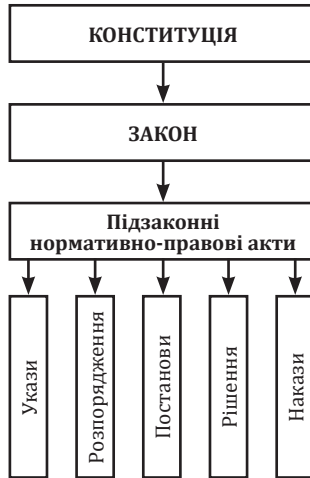 КОНСТИТУЦІЯ
ЗАКОН
Підзаконні
нормативно-правові акти
Укази
Розпорядження
Постанови
Рішення
Накази